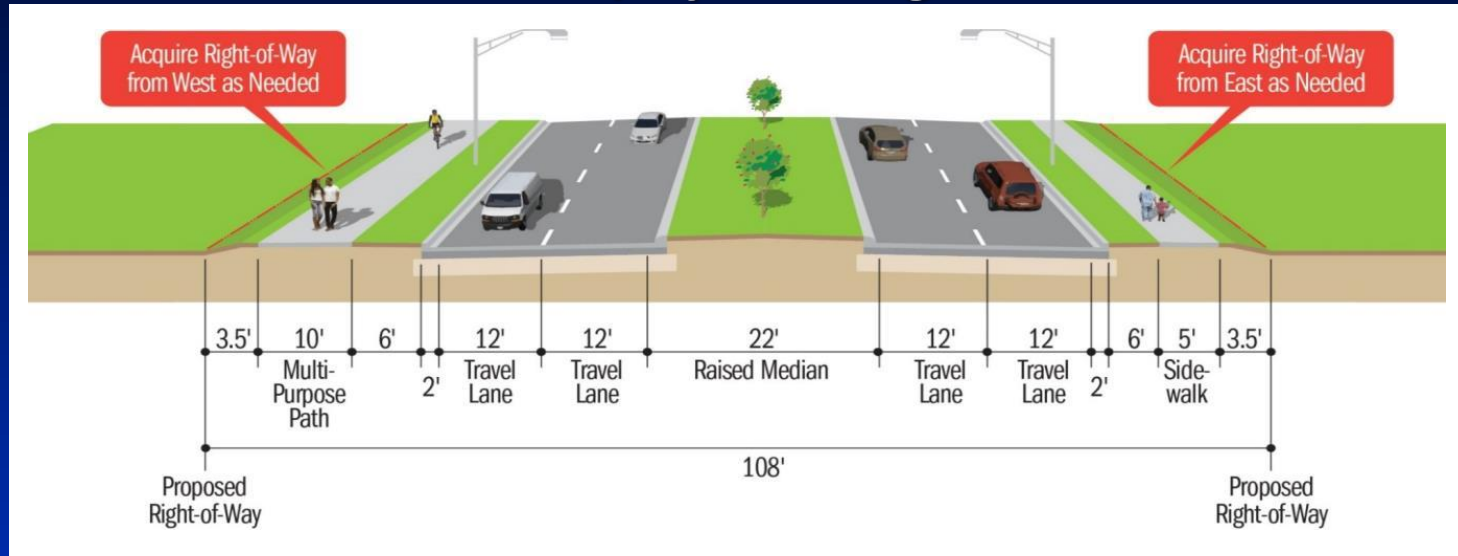 Acquire Right-of-Way
from West as Needed
Acquire Right-of-Way
from East as Needed
3.5' 10' 6' 12' 12' 22' 12' 12' 6' 5' 3.5'
Multi-
Purpose
Path
2'
Travel
Lane
Travel
Lane
Raised Median
Travel
Lane
Travel
Lane
2'
Side-
walk
108'
Proposed
Right-of-Way
Proposed
Right-of-Way